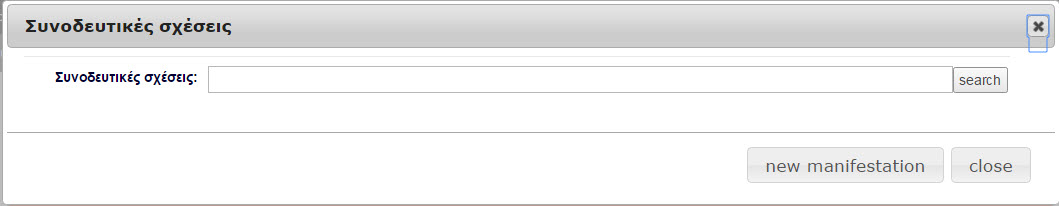 Συνοδευτικές σχέσεις
Συνοδευτικές σχέσεις: search
new manifestation close